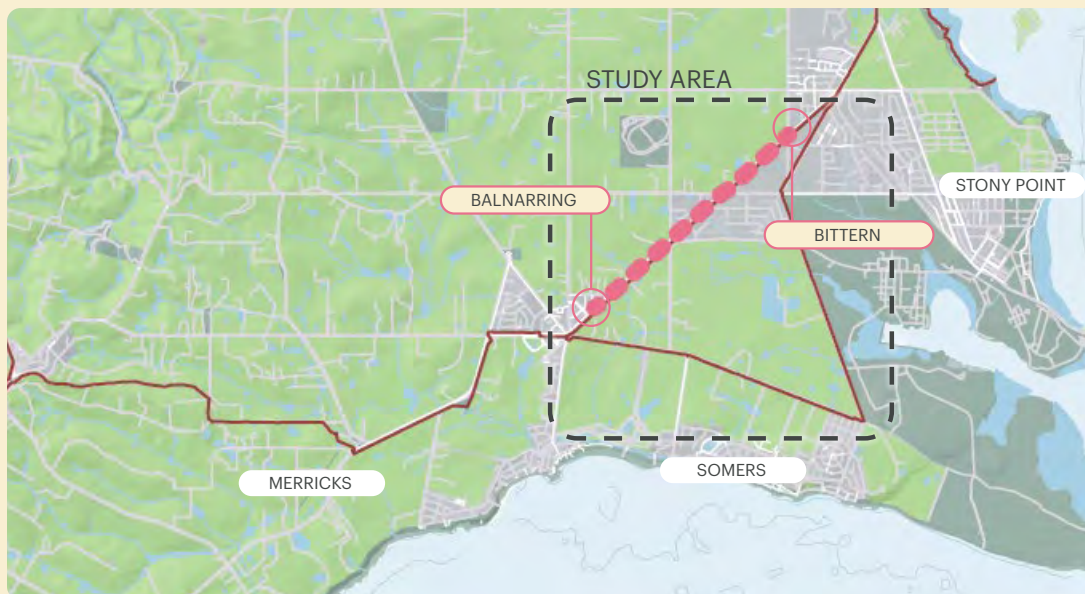 STUDY AREA
STONY POINT
BALNARRING
BITTERN
SOMERS
MERRICKS